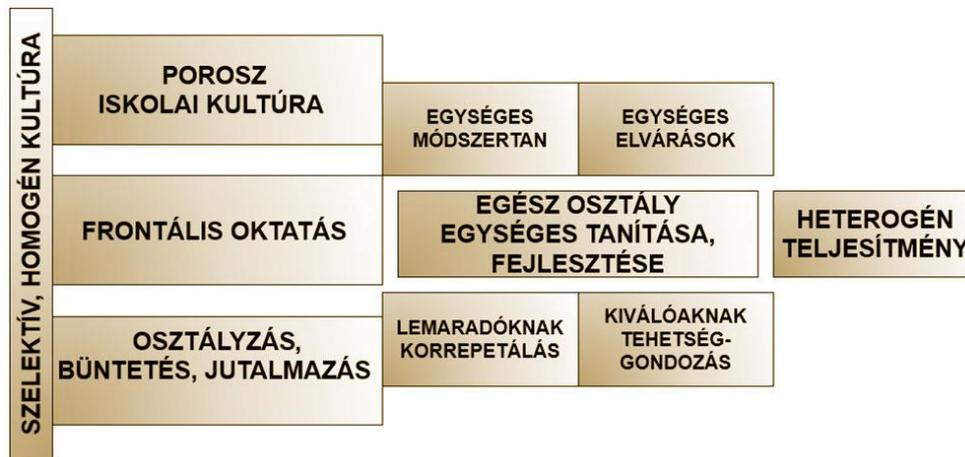 SZELEKTÍV, HOMOGÉN KULTÚRA
POROSZ
ISKOLAI KULTÚRA
EGYSÉGES
MÓDSZERTAN
EGYSÉGES
ELVÁRÁSOK
FRONTÁLIS OKTATÁS
EGÉSZ OSZTÁLY
EGYSÉGES TANÍTÁSA,
FEJLESZTÉSE
HETEROGÉN
TELJESÍTMÉNY
OSZTÁLYZÁS,
BÜNTETÉS, JUTALMAZÁS
LEMARADÓKNAK
KORREPETÁLÁS
KIVÁLÓAKNAK
TEHETSÉG-
GONDOZÁS